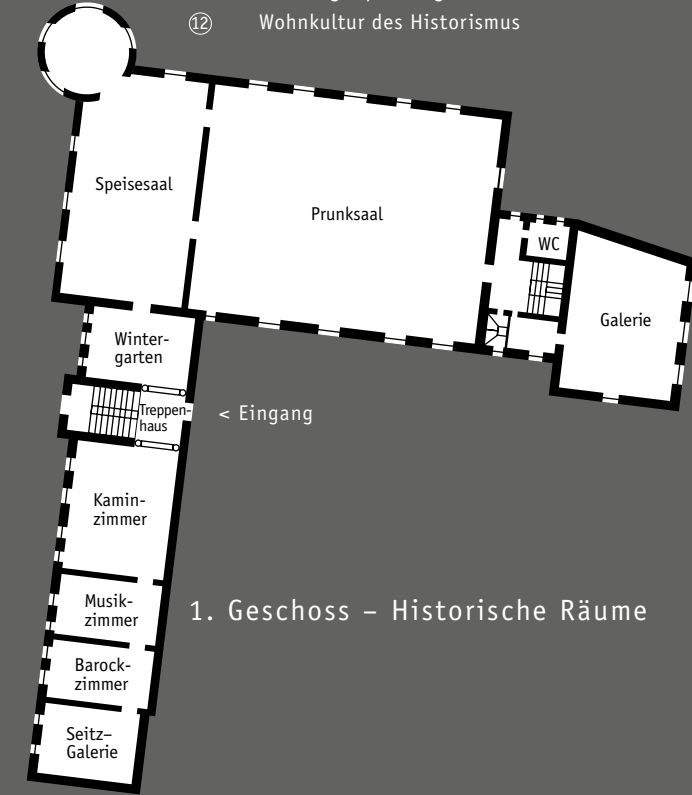 ⑫ Wohnkultur des Historismus
Speisesaal
Prunksaal
WC
Galerie
Winter-
garten
Treppen-
haus
< Eingang
Kamin-
zimmer
1. Geschoss – Historische Räume
Musik-
zimmer
Barock-
zimmer
Seitz–
Galerie